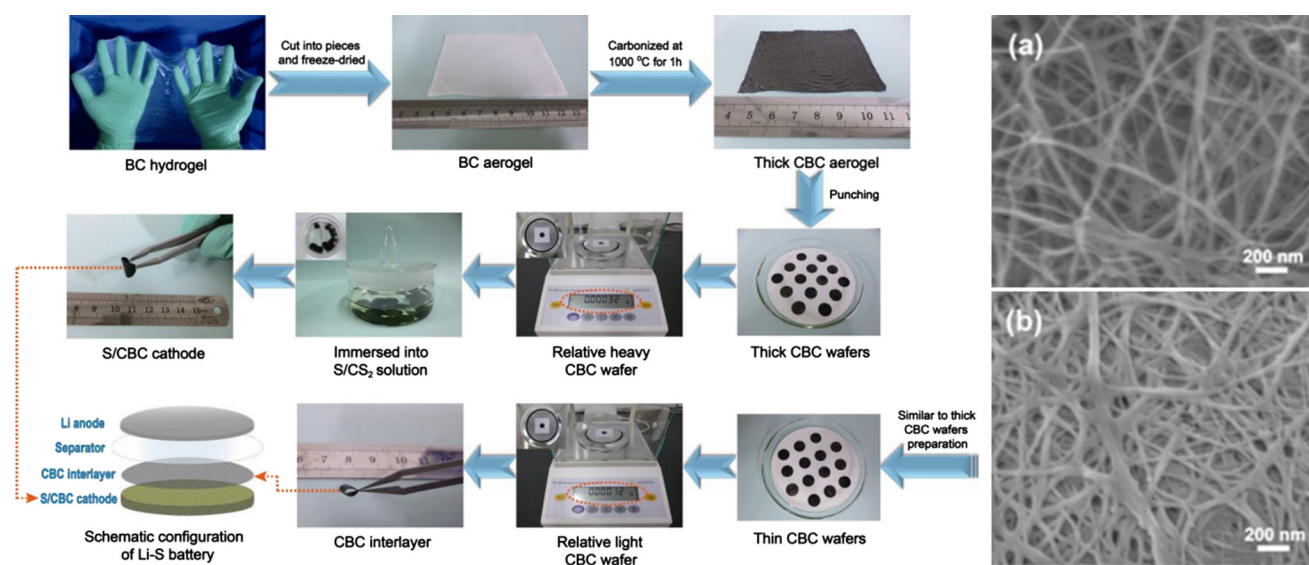 Cut into pieces
and freeze-dried
Carbonized at
1000 °C for 1h
BC hydrogel
BC aerogel
Thick CBC aerogel
Punching
S/CBC cathode
Immersed into
S/CS₂ solution
Relative heavy
CBC wafer
Thick CBC wafers
Similar to thick
CBC wafers
preparation
Li anode
Separator
CBC interlayer
S/CBC cathode
Schematic configuration
of Li-S battery
CBC interlayer
Relative light
CBC wafer
Thin CBC wafers
(a)
200 nm
(b)
200 nm